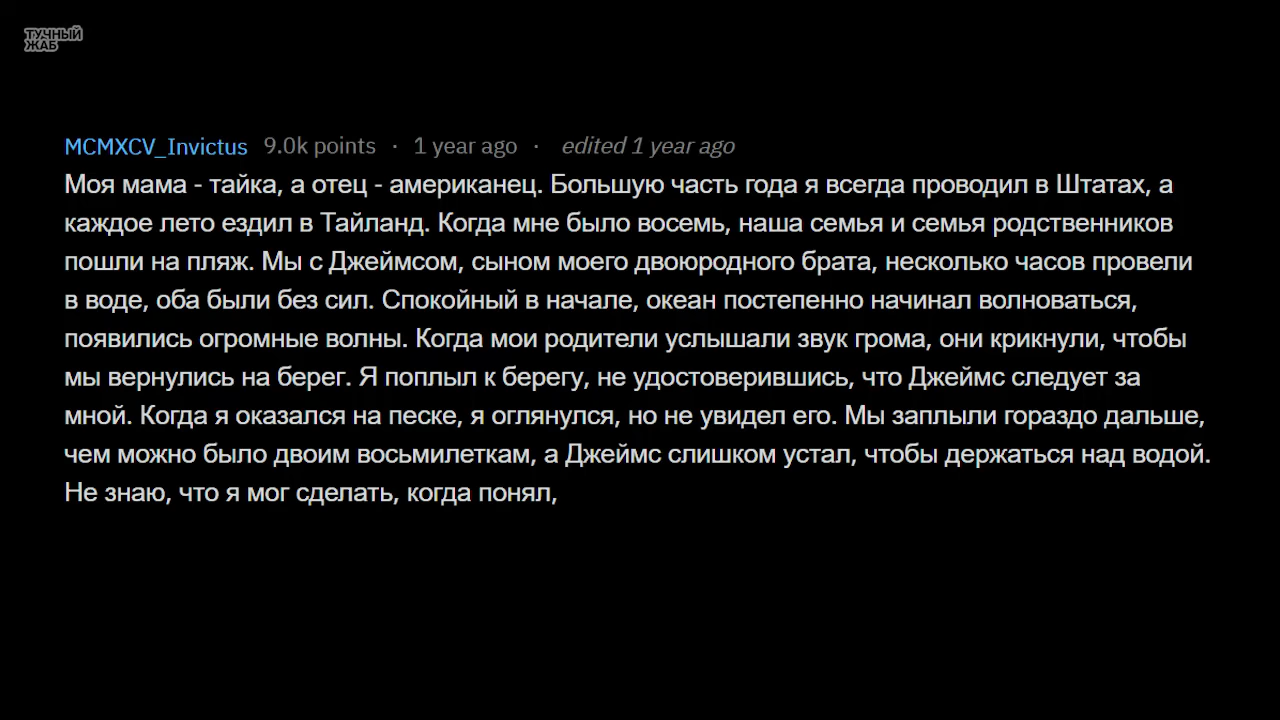 ТУЧНЫЙ
ЖАБ
MCMXCV_Invictus 9.0k points · 1 year ago · edited 1 year ago
Моя мама - тайка, а отец - американец. Большую часть года я всегда проводил в Штатах, а
каждое лето ездил в Тайланд. Когда мне было восемь, наша семья и семья родственников
пошли на пляж. Мы с Джеймсом, сыном моего двоюродного брата, несколько часов провели
в воде, оба были без сил. Спокойный в начале, океан постепенно начинал волноваться,
появились огромные волны. Когда мои родители услышали звук грома, они крикнули, чтобы
мы вернулись на берег. Я поплыл к берегу, не удостоверившись, что Джеймс следует за
мной. Когда я оказался на песке, я оглянулся, но не увидел его. Мы заплыли гораздо дальше,
чем можно было двоим восьмилеткам, а Джеймс слишком устал, чтобы держаться над водой.
Не знаю, что я мог сделать, когда понял,